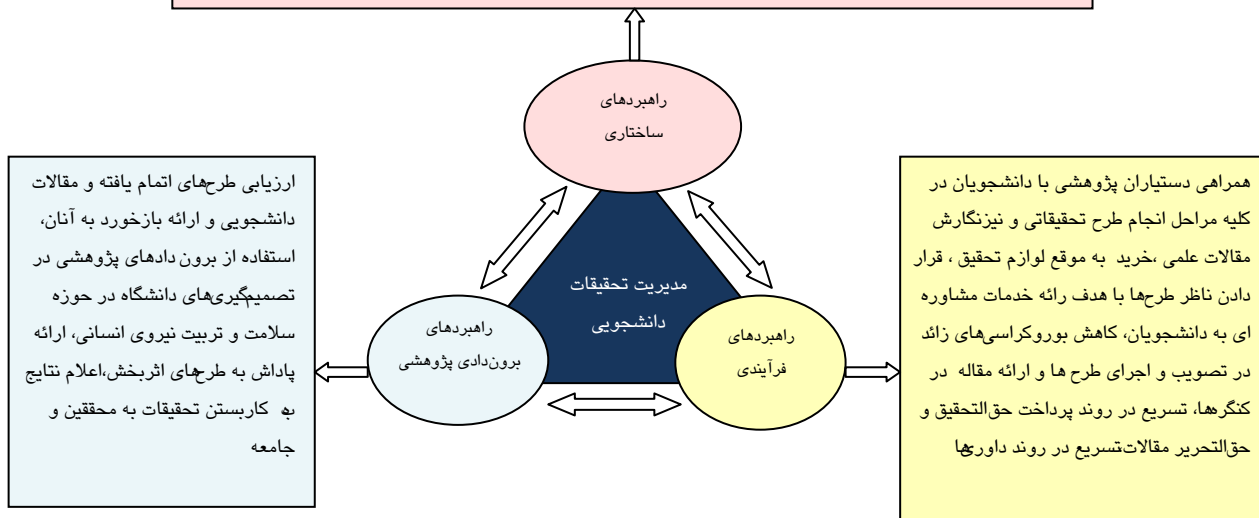 راهبردهای
ساختاری
همراهی دستیاران پژوهشی با دانشجویان در
کلیه مراحل انجام طرح تحقیقاتی و نیزنگارش
مقالات علمی ،خرید به موقع لوازم تحقیق ، قرار
دادن ناظر طرح‌ها با هدف رائه خدمات مشاوره
ای به دانشجویان، کاهش بوروکراسی‌های زائد
در تصویب و اجرای طرح ها و ارائه مقاله در
کنگره‌ها، تسریع در روند پرداخت حق‌التحقیق و
حق‌التحریر مقالات‌تسریع در روند داوری‌ها
راهبردهای
فرآیندی
مدیریت تحقیقات
دانشجویی
راهبردهای
برون‌دادی پژوهشی
ارزیابی طرح‌های اتمام یافته و مقالات
دانشجویی و ارائه بازخورد به آنان،
استفاده از برون دادهای پژوهشی در
تصمیم‌گیری‌های دانشگاه در حوزه
سلامت و تربیت نیروی انسانی، ارائه
پاداش به طرح‌های اثربخش،اعلام نتایج
به کاربستن تحقیقات به محققین و
جامعه